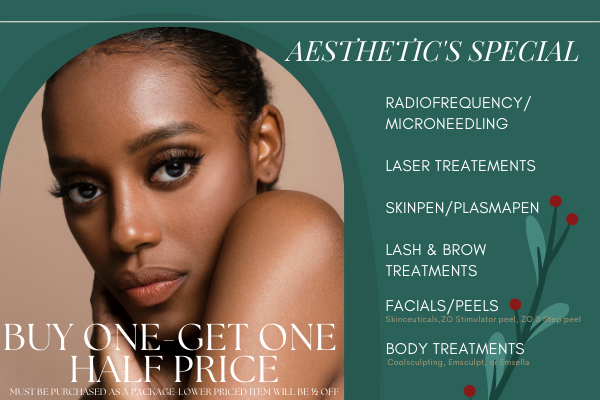 AESTHETIC'S SPECIAL
RADIOFREQUENCY/
MICRONEEDLING
LASER TREATEMENTS
SKINPEN/PLASMAPEN
LASH & BROW
TREATMENTS
FACIALS/PEELS
Skinceuticals,ZO Stimulator peel, ZO 3 Step peel
BODY TREATMENTS
Coolsculpting, Emsculpt, or Emsella
BUY ONE-GET ONE
HALF PRICE
MUST BE PURCHASED AS A PACKAGE-LOWER PRICED ITEM WILL BE ½ OFF